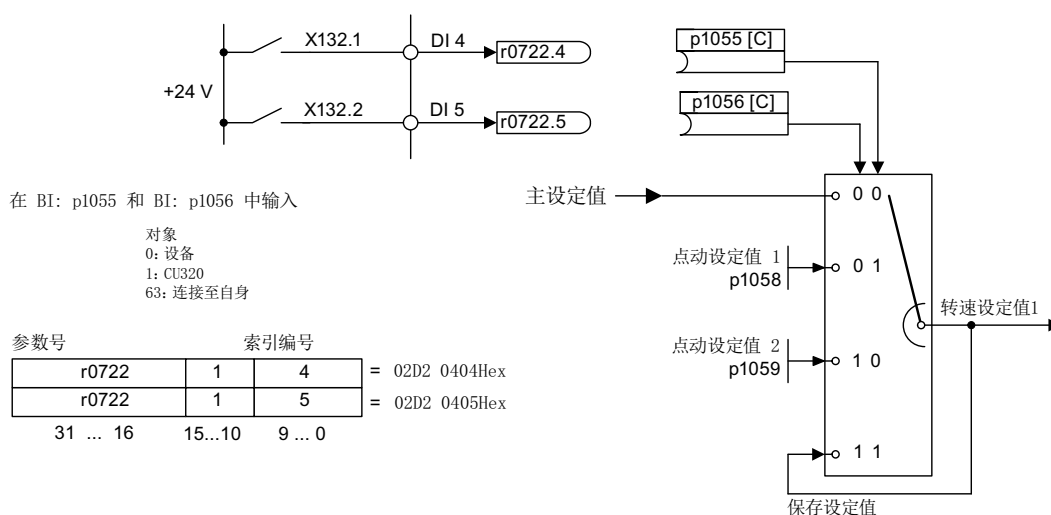 X132.1
DI 4
r0722.4
+24 V
X132.2
DI 5
r0722.5
p1055 [C]
p1056 [C]
在 BI: p1055 和 BI: p1056 中输入
对象
0: 设备
1: CU320
63: 连接至自身
参数号 索引编号
r0722 1 4 = 02D2 0404Hex
r0722 1 5 = 02D2 0405Hex
31 ... 16 15...10 9 ... 0
主设定值
0 0
点动设定值 1
p1058
0 1
转速设定值1
点动设定值 2
p1059
1 0
1 1
保存设定值